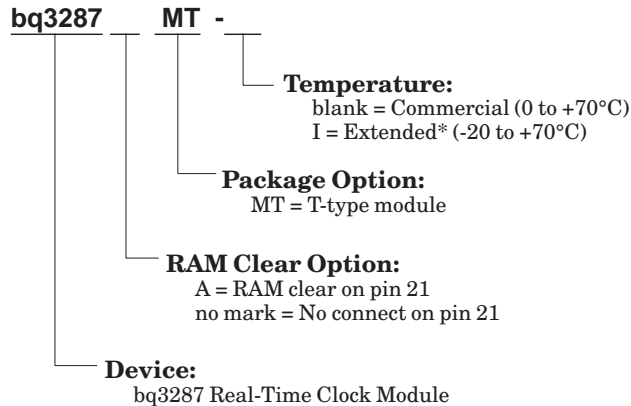 bq3287 MT -
Temperature:
blank = Commercial (0 to +70°C)
I = Extended* (-20 to +70°C)
Package Option:
MT = T-type module
RAM Clear Option:
A = RAM clear on pin 21
no mark = No connect on pin 21
Device:
bq3287 Real-Time Clock Module